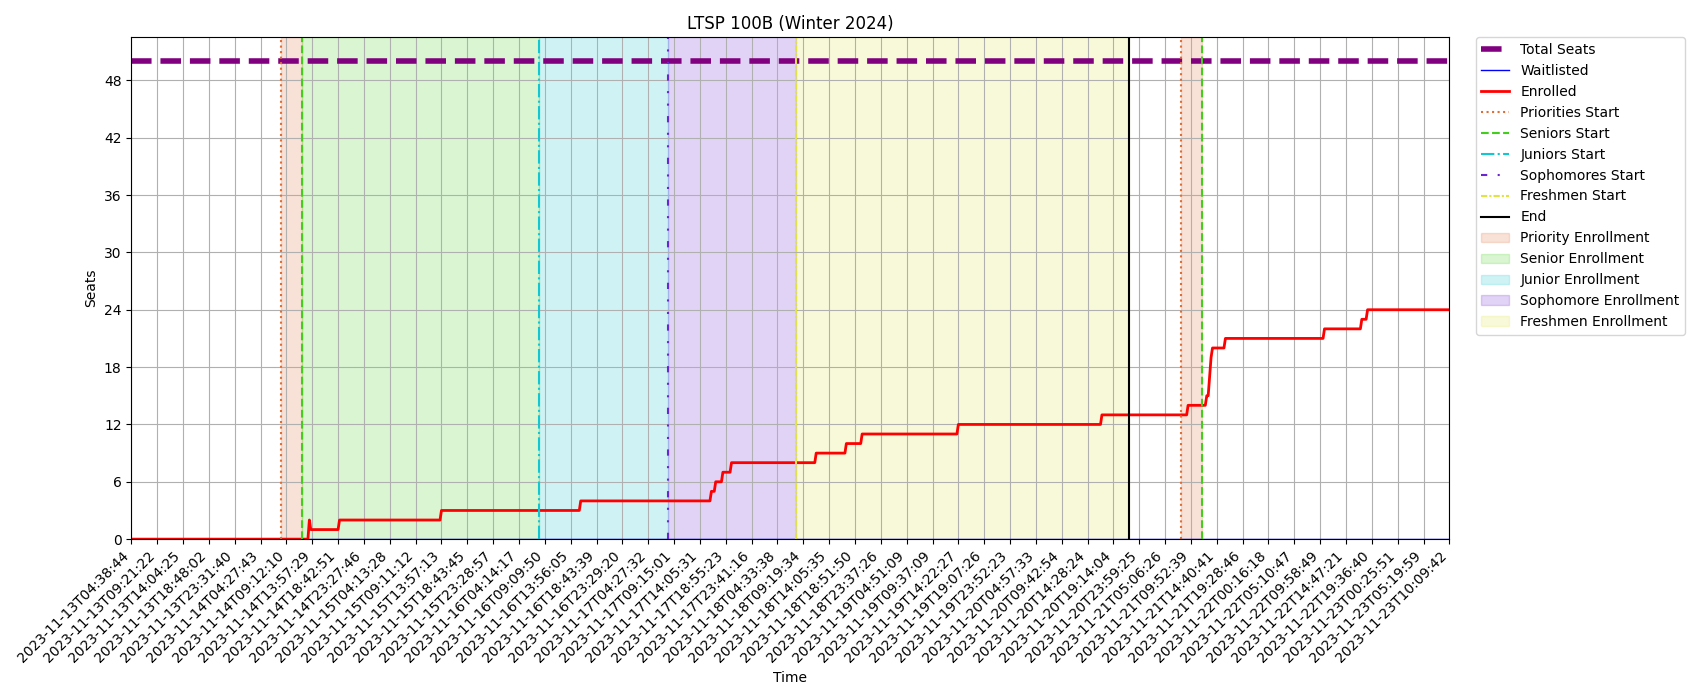 LTSP 100B (Winter 2024)
Seats
48
42
36
30
24
18
12
6
0
2023-11-13T04:38:44
2023-11-13T09:21:22
2023-11-13T14:04:25
2023-11-13T18:48:02
2023-11-13T23:31:40
2023-11-14T04:27:43
2023-11-14T09:12:10
2023-11-14T13:57:29
2023-11-14T18:42:51
2023-11-14T23:27:46
2023-11-15T04:13:28
2023-11-15T09:11:12
2023-11-15T13:57:13
2023-11-15T18:43:45
2023-11-15T23:28:57
2023-11-16T04:14:17
2023-11-16T09:09:50
2023-11-16T13:56:05
2023-11-16T18:43:39
2023-11-16T23:29:20
2023-11-17T04:27:32
2023-11-17T09:15:01
2023-11-17T14:05:31
2023-11-17T18:55:23
2023-11-17T23:41:16
2023-11-18T04:33:38
2023-11-18T09:19:34
2023-11-18T14:05:35
2023-11-18T18:51:50
2023-11-18T23:37:26
2023-11-19T04:51:09
2023-11-19T09:37:09
2023-11-19T14:22:27
2023-11-19T19:07:26
2023-11-19T23:52:23
2023-11-20T04:57:33
2023-11-20T09:42:54
2023-11-20T14:28:24
2023-11-20T19:14:04
2023-11-20T23:59:25
2023-11-21T05:06:26
2023-11-21T09:52:39
2023-11-21T14:40:41
2023-11-21T19:28:46
2023-11-22T00:16:18
2023-11-22T05:10:47
2023-11-22T09:58:49
2023-11-22T14:47:21
2023-11-22T19:36:40
2023-11-23T00:25:51
2023-11-23T05:19:59
2023-11-23T10:09:42
Time
Total Seats
Waitlisted
Enrolled
Priorities Start
Seniors Start
Juniors Start
Sophomores Start
Freshmen Start
End
Priority Enrollment
Senior Enrollment
Junior Enrollment
Sophomore Enrollment
Freshmen Enrollment